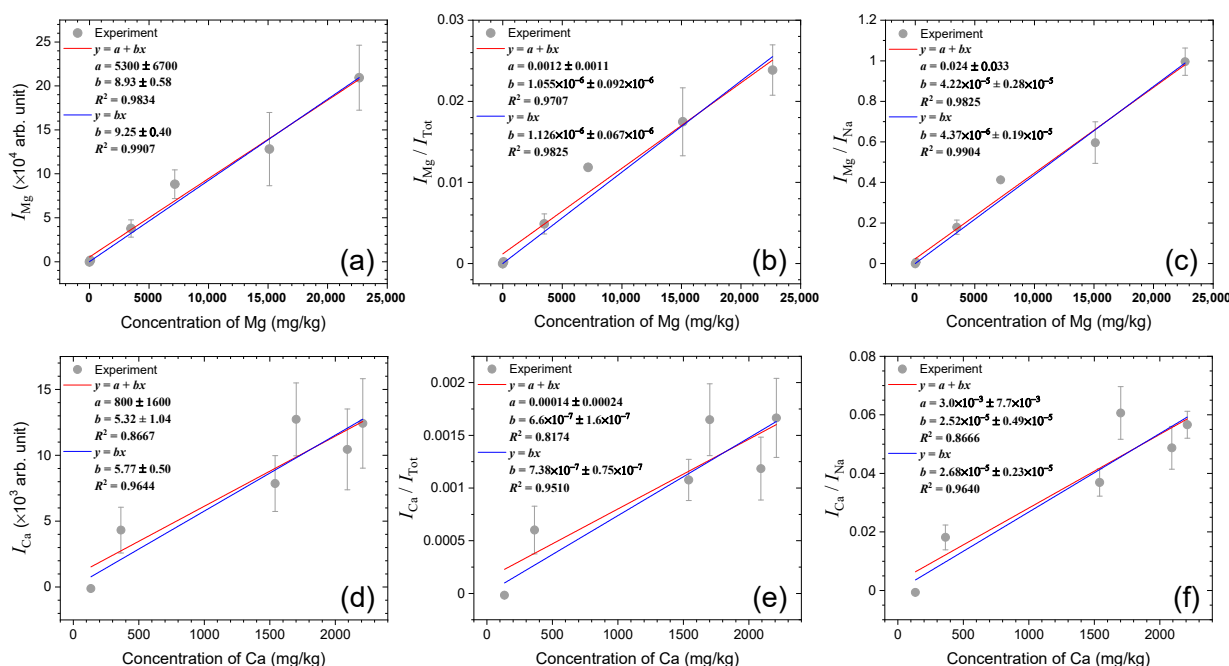 Experiment
y = a + bx
a = 5300 ± 6700
b = 8.93 ± 0.58
R² = 0.9834
y = bx
b = 9.25 ± 0.40
R² = 0.9907
25
20
15
10
5
0
I_Mg (×10⁴ arb. unit)
(a)
0 5000 10,000 15,000 20,000 25,000
Concentration of Mg (mg/kg)
Experiment
y = a + bx
a = 0.0012 ± 0.0011
b = 1.055×10⁻⁶ ± 0.092×10⁻⁶
R² = 0.9707
y = bx
b = 1.126×10⁻⁶ ± 0.067×10⁻⁶
R² = 0.9825
0.03
0.02
0.01
0.00
I_Mg / I_Tot
(b)
0 5000 10,000 15,000 20,000 25,000
Concentration of Mg (mg/kg)
Experiment
y = a + bx
a = 0.024 ± 0.033
b = 4.22×10⁻⁵ ± 0.28×10⁻⁵
R² = 0.9825
y = bx
b = 4.37×10⁻⁶ ± 0.19×10⁻⁵
R² = 0.9904
1.2
1
0.8
0.6
0.4
0.2
0
I_Mg / I_Na
(c)
0 5000 10,000 15,000 20,000 25,000
Concentration of Mg (mg/kg)
Experiment
y = a + bx
a = 800 ± 1600
b = 5.32 ± 1.04
R² = 0.8667
y = bx
b = 5.77 ± 0.50
R² = 0.9644
15
10
5
0
I_Ca (×10³ arb. unit)
(d)
0 500 1000 1500 2000
Concentration of Ca (mg/kg)
Experiment
y = a + bx
a = 0.00014 ± 0.00024
b = 6.6×10⁻⁷ ± 1.6×10⁻⁷
R² = 0.8174
y = bx
b = 7.38×10⁻⁷ ± 0.75×10⁻⁷
R² = 0.9510
0.002
0.0015
0.001
0.0005
0
I_Ca / I_Tot
(e)
0 500 1000 1500 2000
Concentration of Ca (mg/kg)
Experiment
y = a + bx
a = 3.0×10⁻³ ± 7.7×10⁻³
b = 2.52×10⁻⁵ ± 0.49×10⁻⁵
R² = 0.8666
y = bx
b = 2.68×10⁻⁵ ± 0.23×10⁻⁵
R² = 0.9640
0.08
0.06
0.04
0.02
0
I_Ca / I_Na
(f)
0 500 1000 1500 2000
Concentration of Ca (mg/kg)